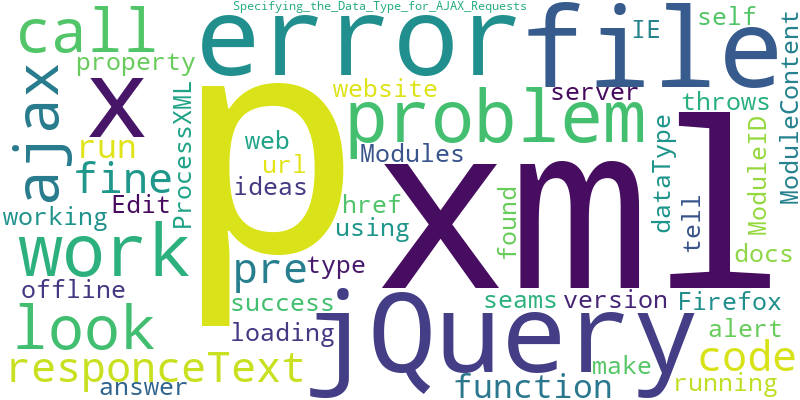 Specifying_the_Data_Type_for_AJAX_Requests
call
error
file
IE
self
property
x
website
server
ModuleContent
ajax
run
problem
throws
ProcessXML
web
Modules
p
xml
fine
url
dataType
ModuleID
ideas
Edit
href
found
tell
working
using
work
pre
type
docs
offline
success
seams
version
Firefox
look
loading
jQuery
alert
responceText
code
make
answer
function
running